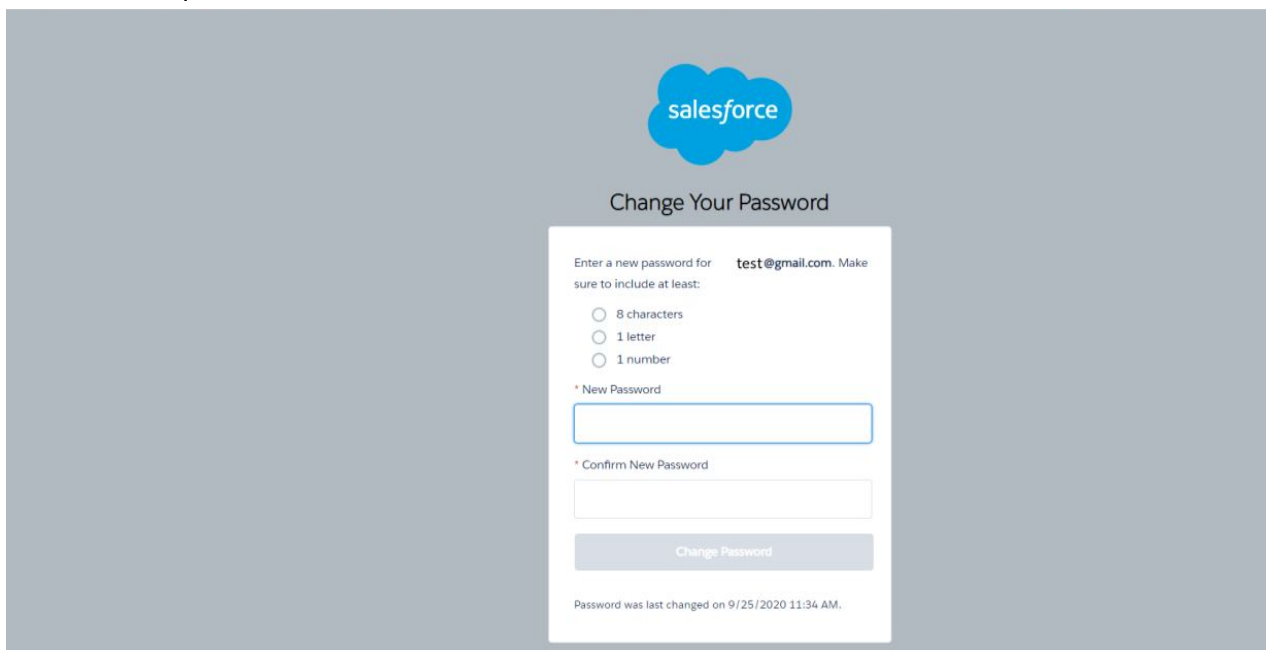 salesforce
Change Your Password
Enter a new password for test@gmail.com. Make
sure to include at least:
8 characters
1 letter
1 number
* New Password
* Confirm New Password
Change Password
Password was last changed on 9/25/2020 11:34 AM.